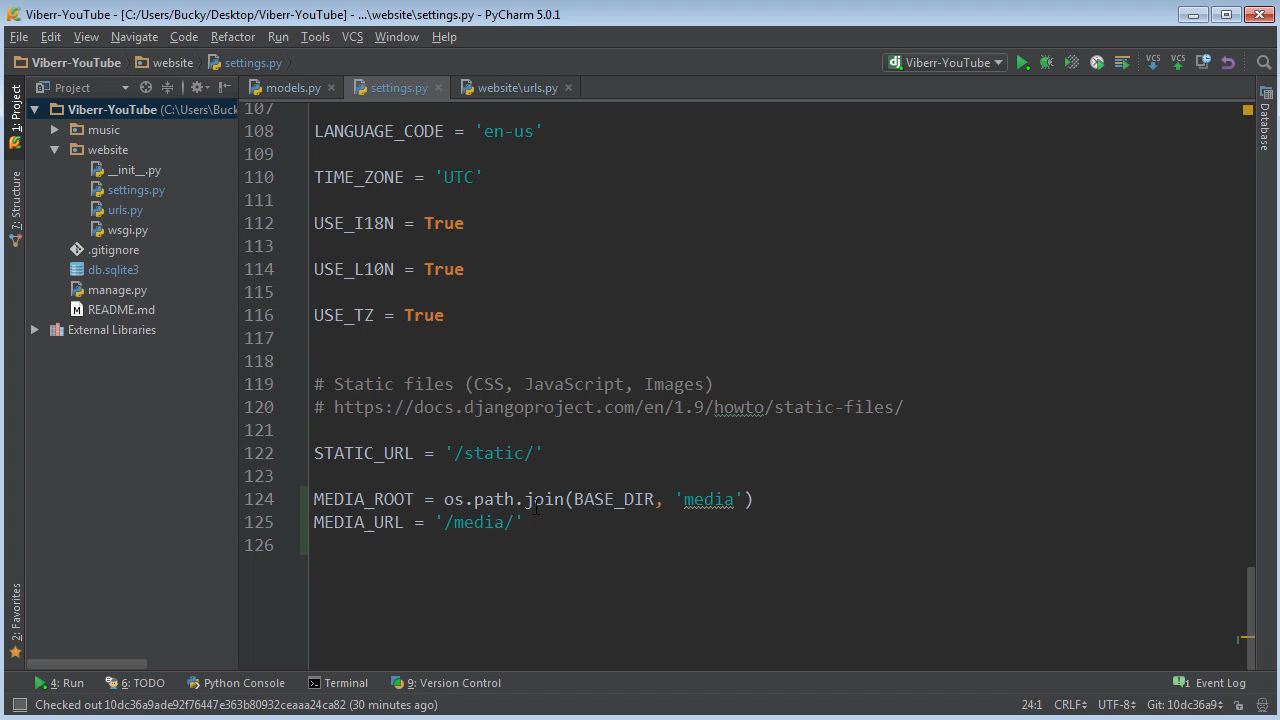 Viberr-YouTube - [C:/Users/Bucky/Desktop/Viberr-YouTube] - ...\website\settings.py - PyCharm 5.0.1
File Edit View Navigate Code Refactor Run Tools VCS Window Help
Viberr-YouTube website settings.py Viberr-YouTube VCS VCS
Project models.py settings.py website\urls.py
1: Project
7: Structure
2: Favorites
Database
Viberr-YouTube (C:\Users\Buck
music
website
__init__.py
settings.py
urls.py
wsgi.py
.gitignore
db.sqlite3
manage.py
README.md
External Libraries
107
108 LANGUAGE_CODE = 'en-us'
109
110 TIME_ZONE = 'UTC'
111
112 USE_I18N = True
113
114 USE_L10N = True
115
116 USE_TZ = True
117
118
119 # Static files (CSS, JavaScript, Images)
120 # https://docs.djangoproject.com/en/1.9/howto/static-files/
121
122 STATIC_URL = '/static/'
123
124 MEDIA_ROOT = os.path.join(BASE_DIR, 'media')
125 MEDIA_URL = '/media/'
126
4: Run 6: TODO Python Console Terminal 9: Version Control 1 Event Log
Checked out 10dc36a9ade92f76447e363b80932ceaaa24ca82 (30 minutes ago) 24:1 CRLF UTF-8 Git: 10dc36a9